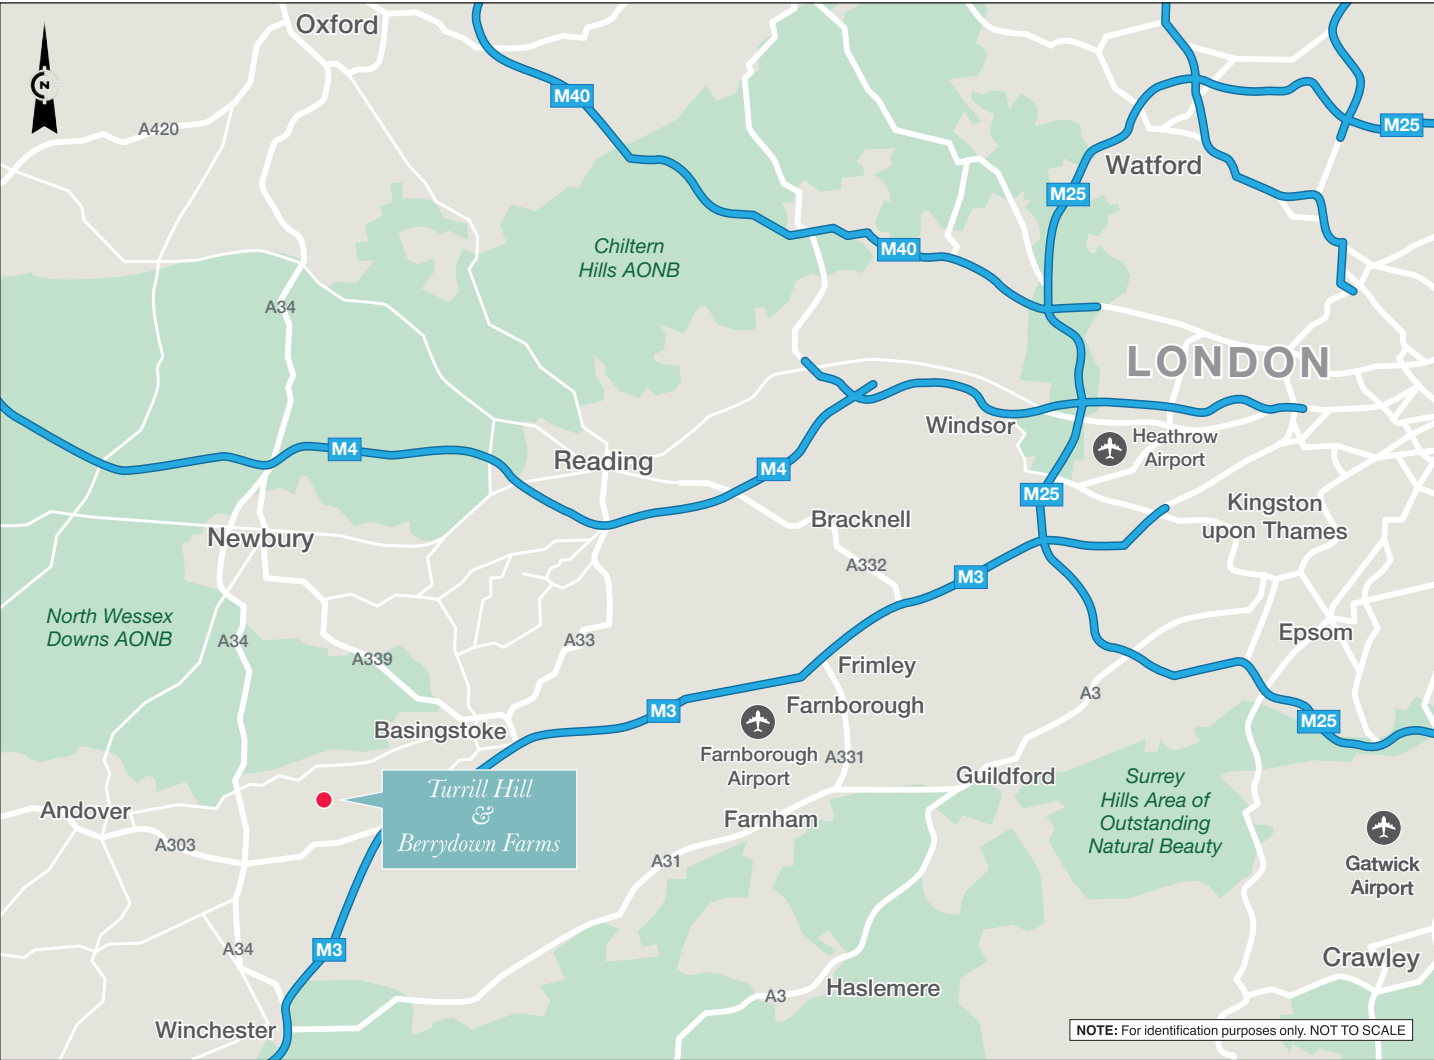 Oxford
N
M40
A420
M25
Watford
M25
M40
Chiltern
Hills AONB
A34
LONDON
Windsor
Heathrow
Airport
M4
Reading
M4
M25
Kingston
upon Thames
Bracknell
Newbury
A332
M3
North Wessex
Downs AONB
A34
A33
Epsom
A339
Frimley
A3
M3
Farnborough
M25
Basingstoke
Farnborough
Airport
A331
Guildford
Surrey
Hills Area of
Outstanding
Natural Beauty
Turrill Hill
&
Berrydown Farms
Andover
Farnham
A303
A31
Gatwick
Airport
A34
M3
Crawley
Haslemere
A3
Winchester
NOTE: For identification purposes only. NOT TO SCALE